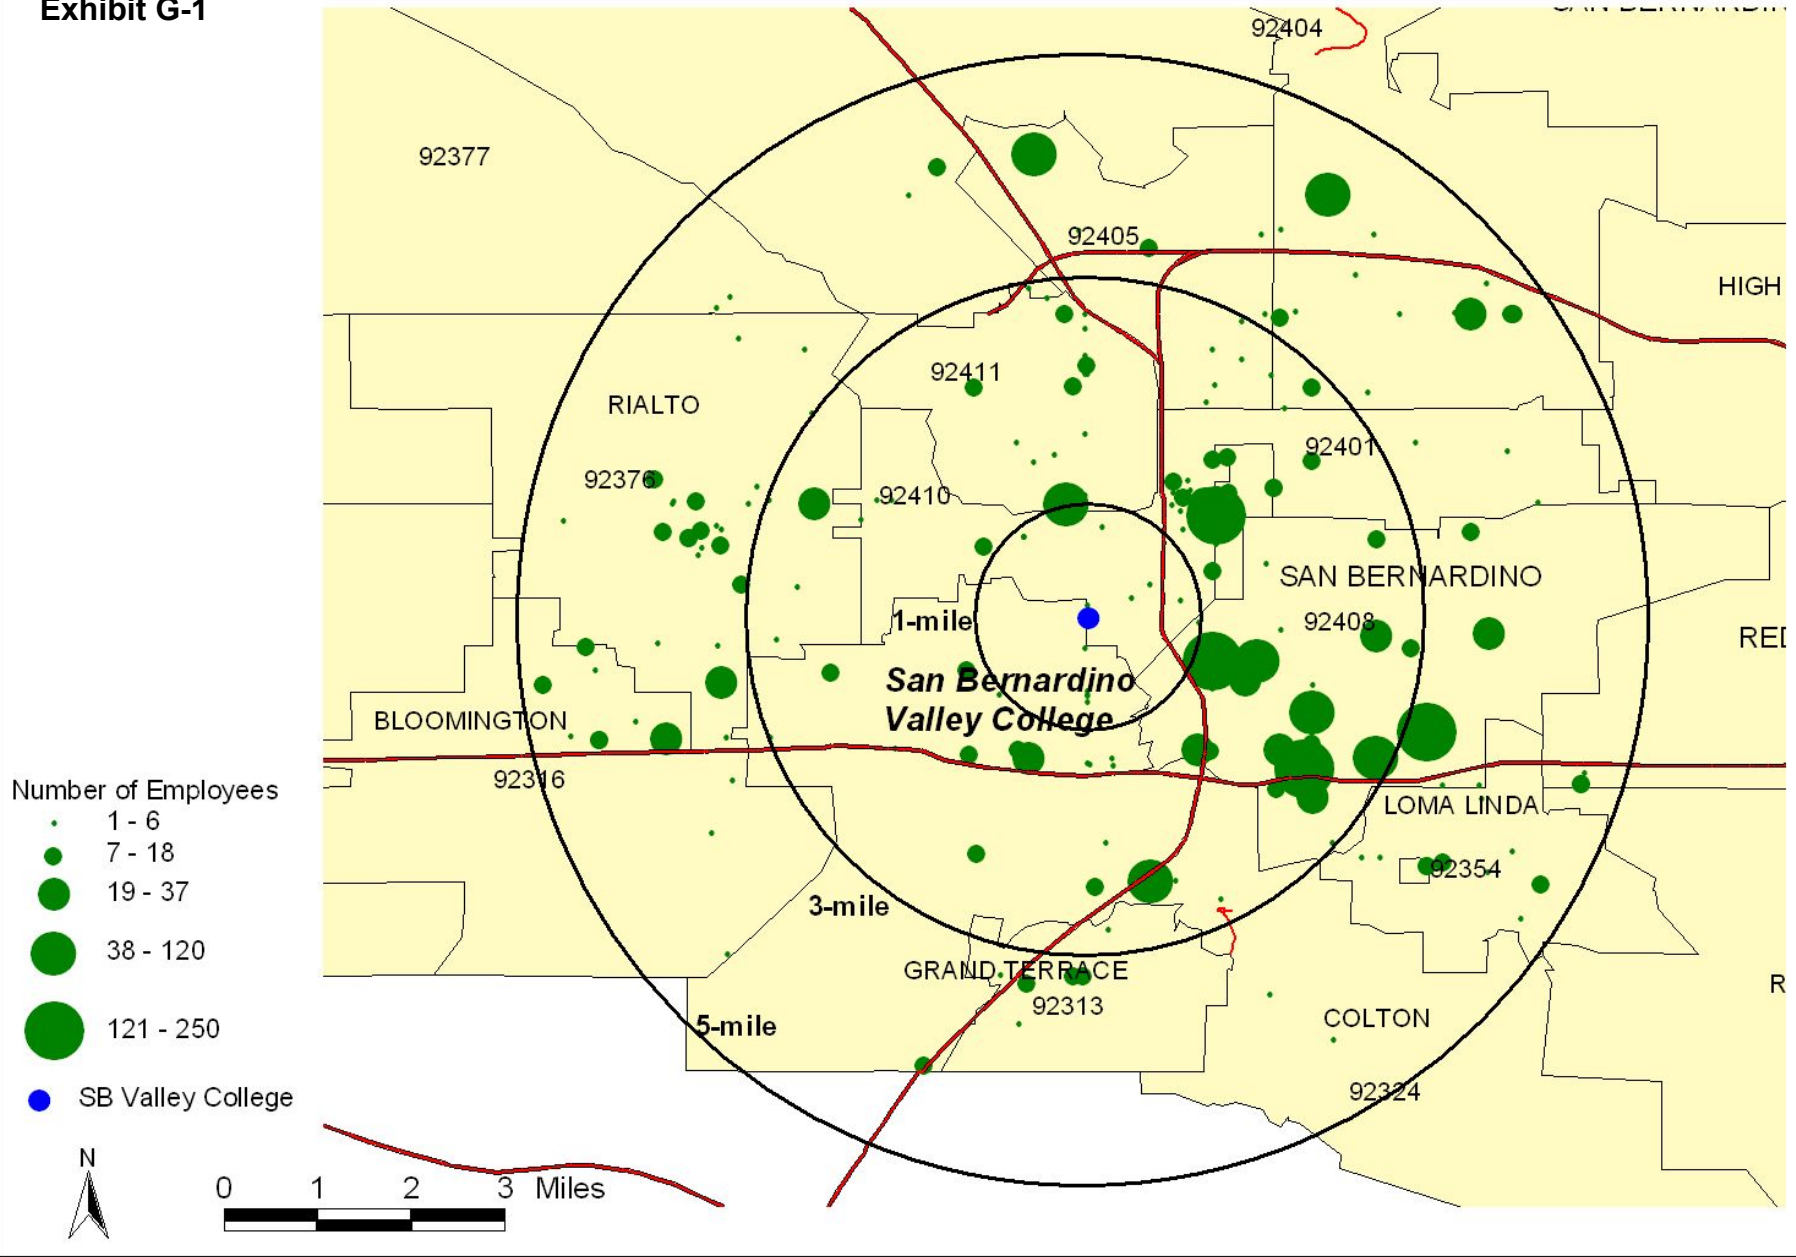 Exhibit G-1
92404
92377
92405
HIGH
92411
RIALTO
92401
92376
92410
SAN BERNARDINO
1-mile
92408
RED
San Bernardino
Valley College
BLOOMINGTON
92316
Number of Employees
1 - 6
7 - 18
19 - 37
38 - 120
121 - 250
SB Valley College
LOMA LINDA
92354
3-mile
GRAND TERRACE
92313
R
5-mile
COLTON
92324
N
0 1 2 3 Miles